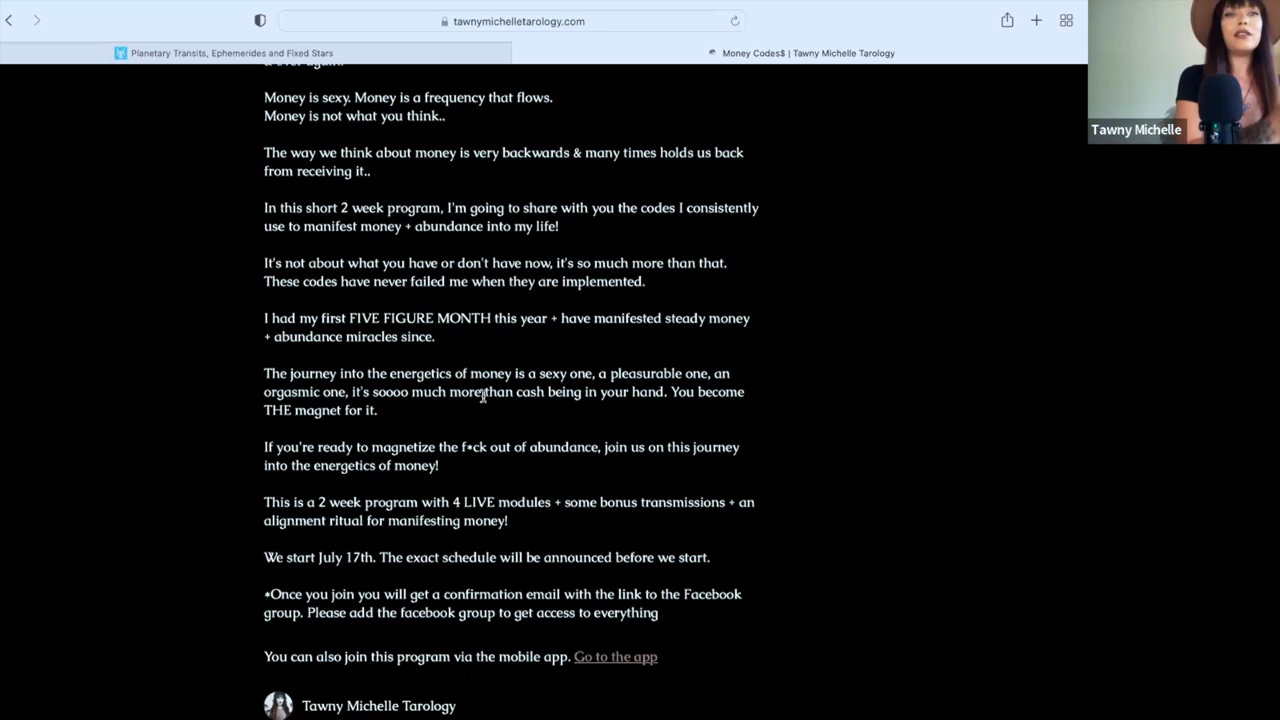 tawnymichelletarology.com
Planetary Transits, Ephemerides and Fixed Stars
Money Code$ | Tawny Michelle Tarology
Tawny Michelle
Money is sexy. Money is a frequency that flows.
Money is not what you think..
The way we think about money is very backwards & many times holds us back
from receiving it..
In this short 2 week program, I'm going to share with you the codes I consistently
use to manifest money + abundance into my life!
It's not about what you have or don't have now, it's so much more than that.
These codes have never failed me when they are implemented.
I had my first FIVE FIGURE MONTH this year + have manifested steady money
+ abundance miracles since.
The journey into the energetics of money is a sexy one, a pleasurable one, an
orgasmic one, it's soooo much more than cash being in your hand. You become
THE magnet for it.
If you're ready to magnetize the f*ck out of abundance, join us on this journey
into the energetics of money!
This is a 2 week program with 4 LIVE modules + some bonus transmissions + an
alignment ritual for manifesting money!
We start July 17th. The exact schedule will be announced before we start.
*Once you join you will get a confirmation email with the link to the Facebook
group. Please add the facebook group to get access to everything
You can also join this program via the mobile app. Go to the app
Tawny Michelle Tarology